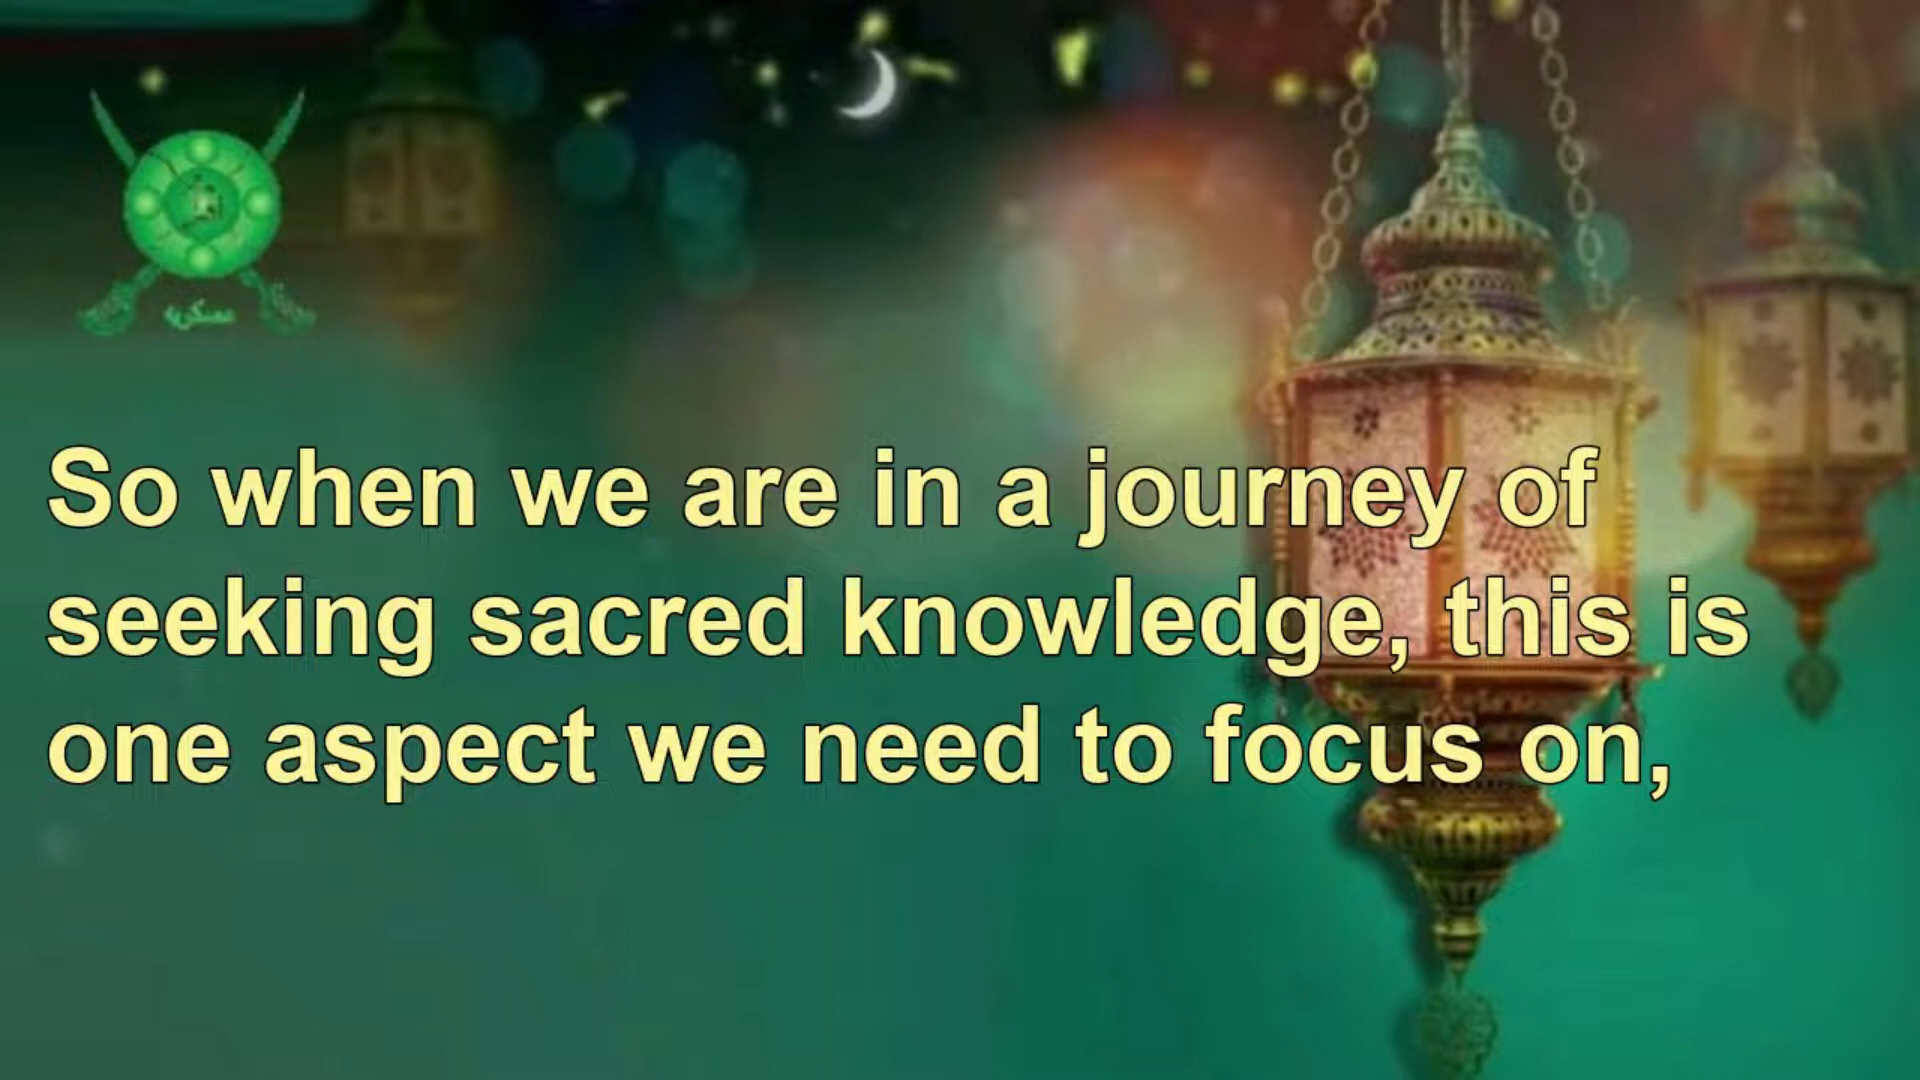 عسكريه
So when we are in a journey of
seeking sacred knowledge, this is
one aspect we need to focus on,